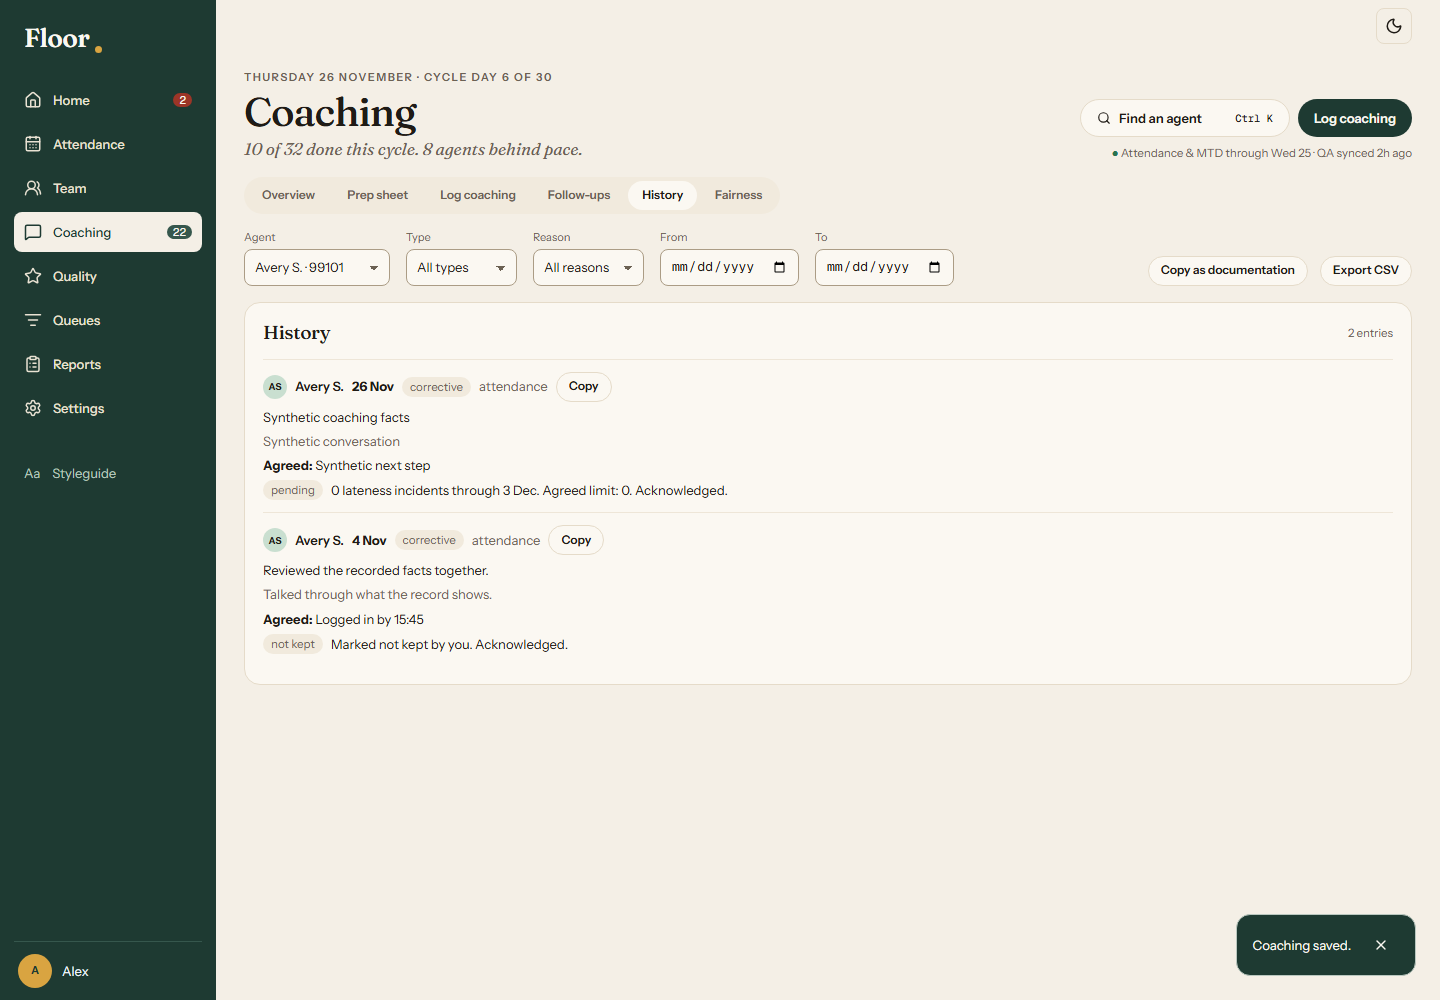 Floor.
Home 2
Attendance
Team
Coaching 22
Quality
Queues
Reports
Settings
Aa Styleguide
A Alex
THURSDAY 26 NOVEMBER · CYCLE DAY 6 OF 30
Coaching
10 of 32 done this cycle. 8 agents behind pace.
Find an agent Ctrl K
Log coaching
Attendance & MTD through Wed 25 · QA synced 2h ago
Overview Prep sheet Log coaching Follow-ups History Fairness
Agent Type Reason From To
Avery S. · 99101 All types All reasons mm/dd/yyyy mm/dd/yyyy
Copy as documentation Export CSV
History 2 entries
AS Avery S. 26 Nov corrective attendance Copy
Synthetic coaching facts
Synthetic conversation
Agreed: Synthetic next step
pending 0 lateness incidents through 3 Dec. Agreed limit: 0. Acknowledged.
AS Avery S. 4 Nov corrective attendance Copy
Reviewed the recorded facts together.
Talked through what the record shows.
Agreed: Logged in by 15:45
not kept Marked not kept by you. Acknowledged.
Coaching saved.